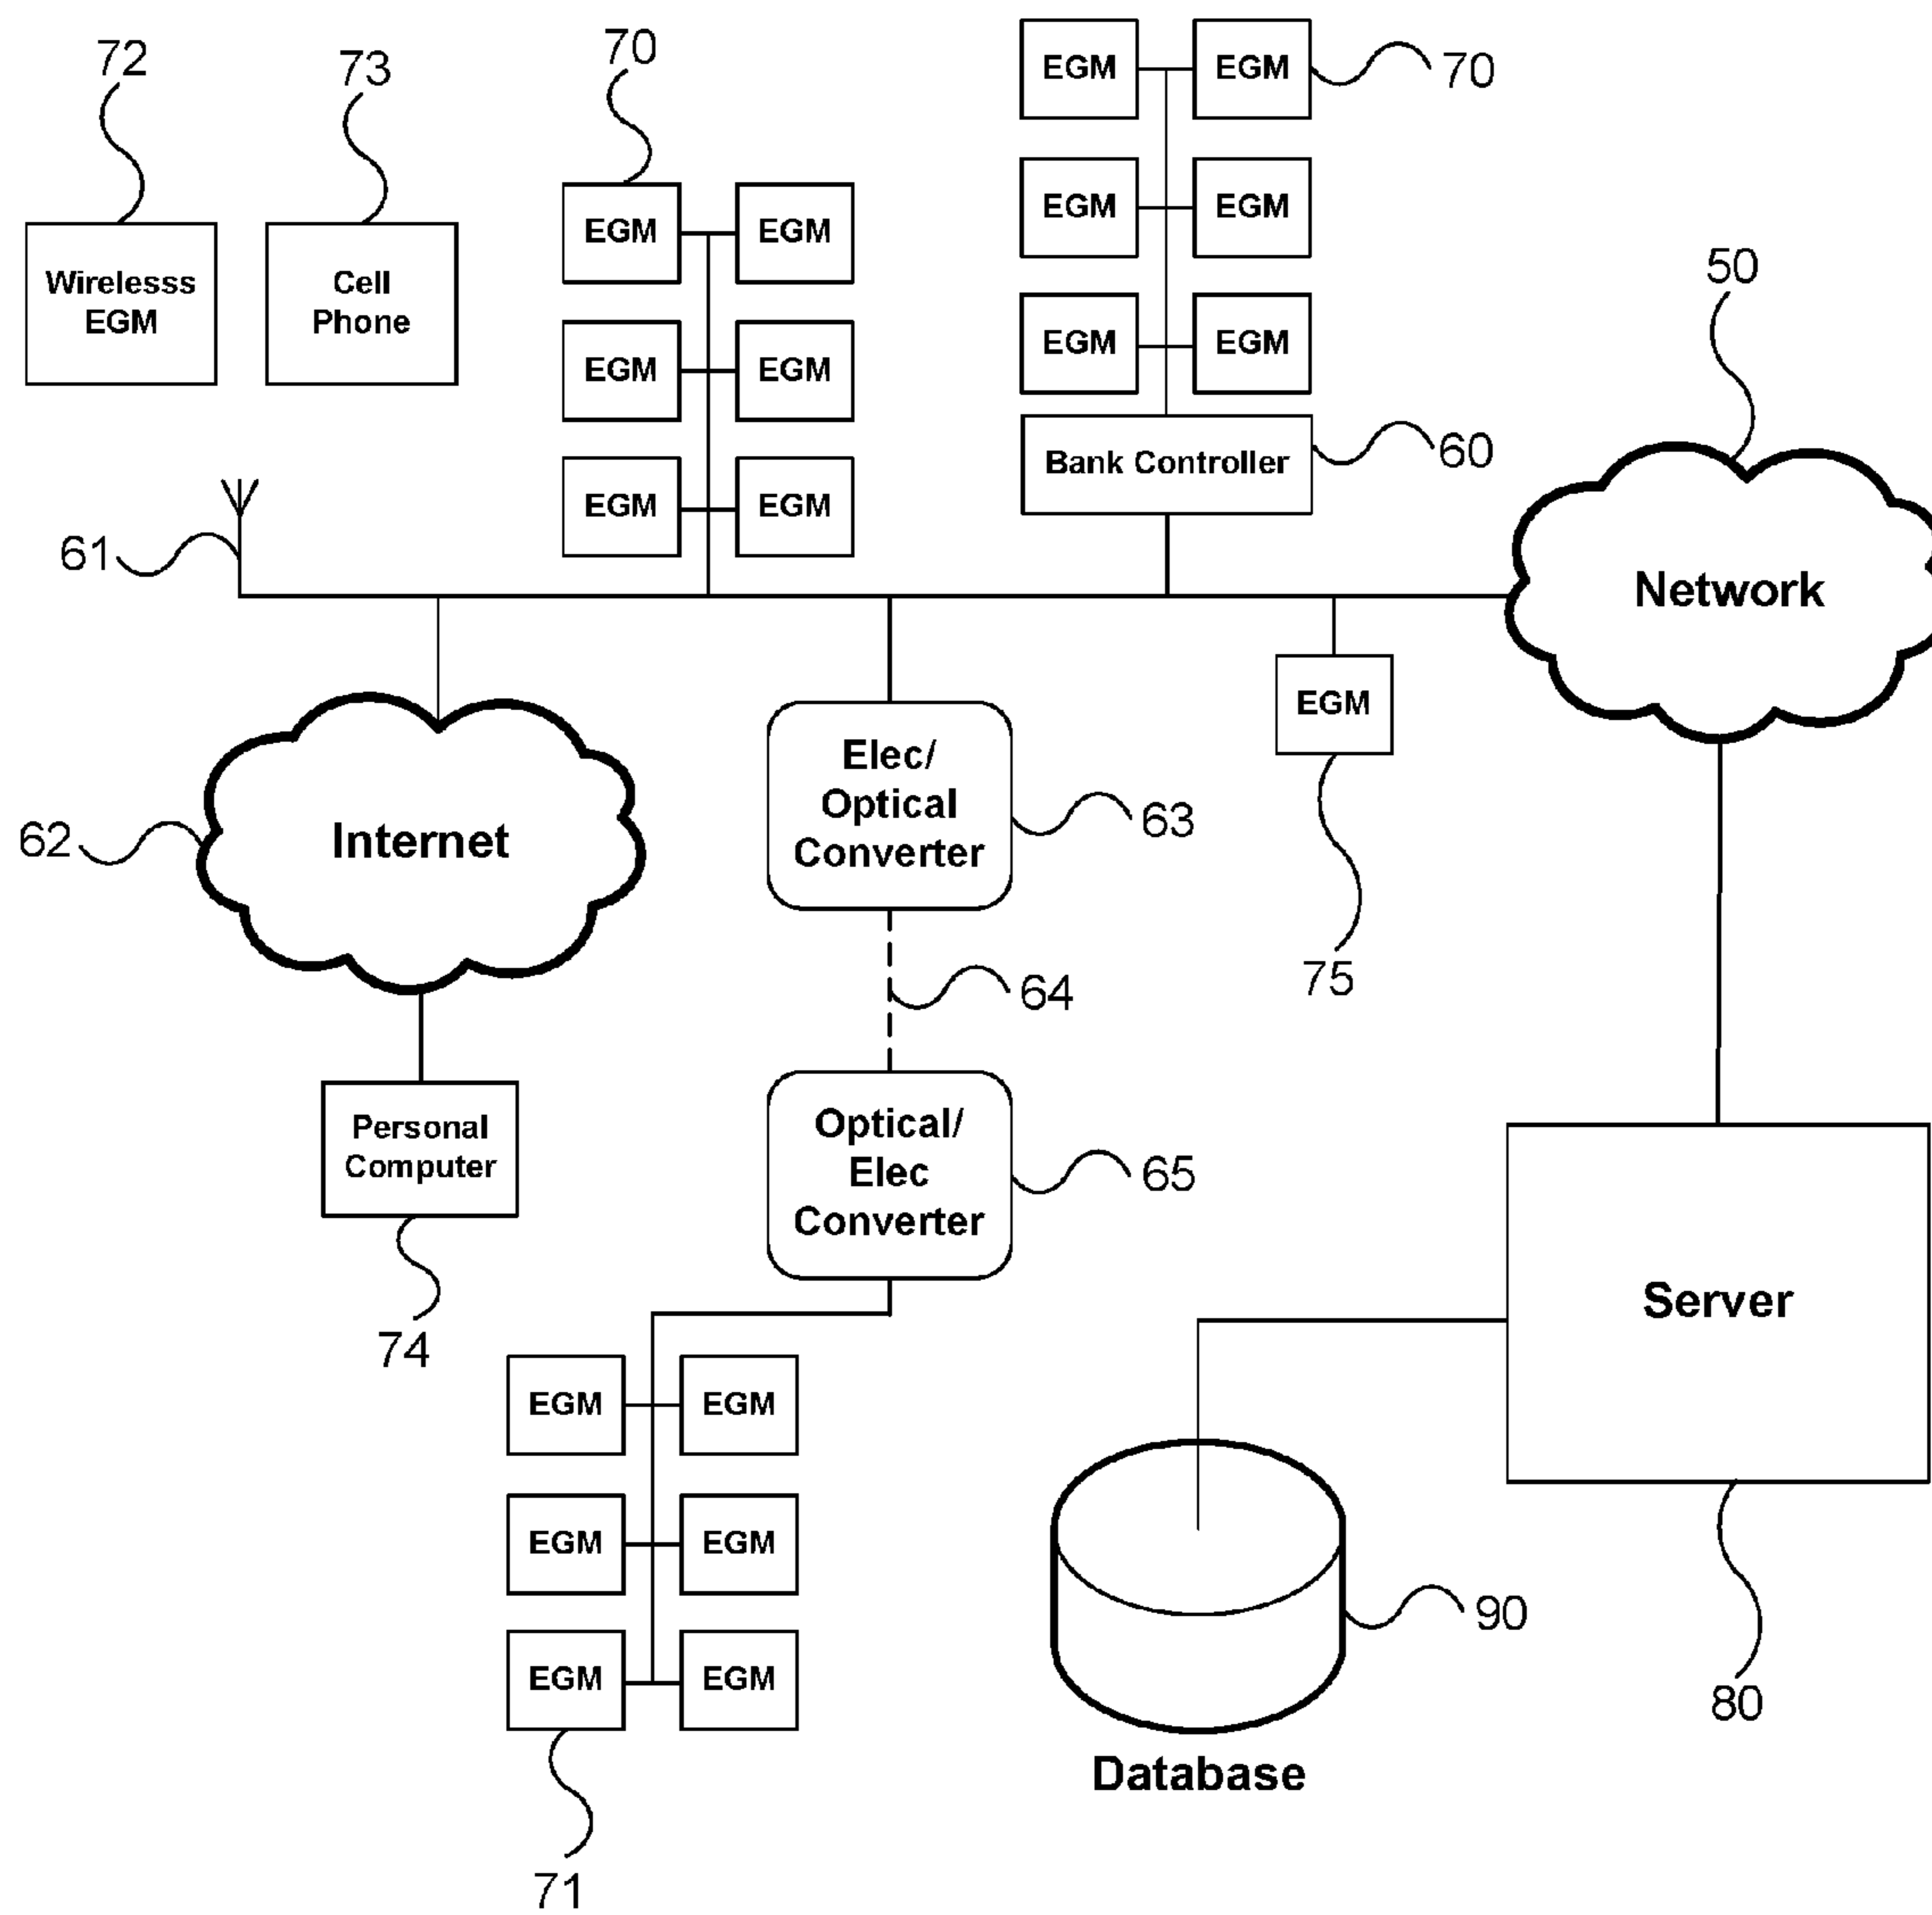 72
73
70
EGM
EGM
70
Wirelesss
EGM
Cell
Phone
EGM
EGM
EGM
EGM
EGM
EGM
50
EGM
EGM
EGM
EGM
Bank Controller
60
EGM
EGM
61
Network
Internet
62
Elec/
Optical
Converter
63
EGM
75
64
Personal
Computer
74
Optical/
Elec
Converter
65
Server
80
EGM
EGM
EGM
EGM
EGM
EGM
71
90
Database